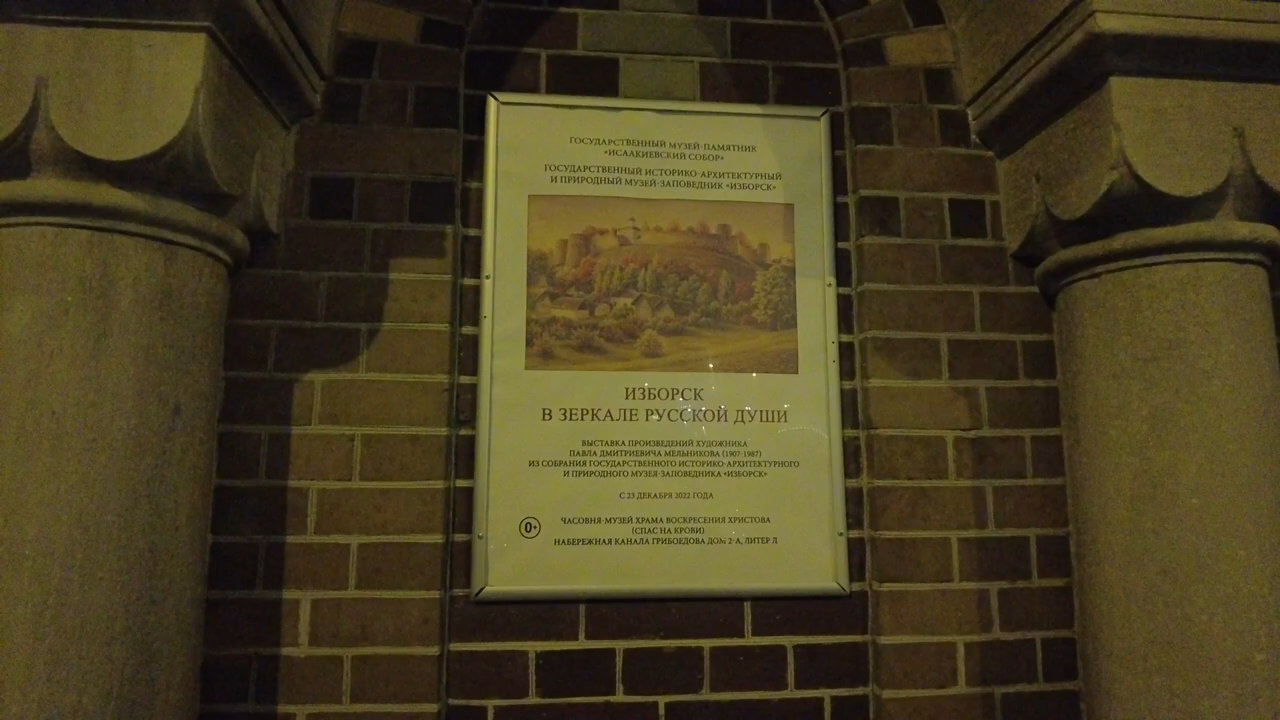 ГОСУДАРСТВЕННЫЙ МУЗЕЙ-ПАМЯТНИК
«ИСААКИЕВСКИЙ СОБОР»
ГОСУДАРСТВЕННЫЙ ИСТОРИКО-АРХИТЕКТУРНЫЙ
И ПРИРОДНЫЙ МУЗЕЙ-ЗАПОВЕДНИК «ИЗБОРСК»
ИЗБОРСК
В ЗЕРКАЛЕ РУССКОЙ ДУШИ
ВЫСТАВКА ПРОИЗВЕДЕНИЙ ХУДОЖНИКА
ПАВЛА ДМИТРИЕВИЧА МЕЛЬНИКОВА (1907-1987)
ИЗ СОБРАНИЯ ГОСУДАРСТВЕННОГО ИСТОРИКО-АРХИТЕКТУРНОГО
И ПРИРОДНОГО МУЗЕЯ-ЗАПОВЕДНИКА «ИЗБОРСК»
С 23 ДЕКАБРЯ 2022 ГОДА
0+
ЧАСОВНЯ-МУЗЕЙ ХРАМА ВОСКРЕСЕНИЯ ХРИСТОВА
(СПАС НА КРОВИ)
НАБЕРЕЖНАЯ КАНАЛА ГРИБОЕДОВА ДОМ 2-А, ЛИТЕР Л